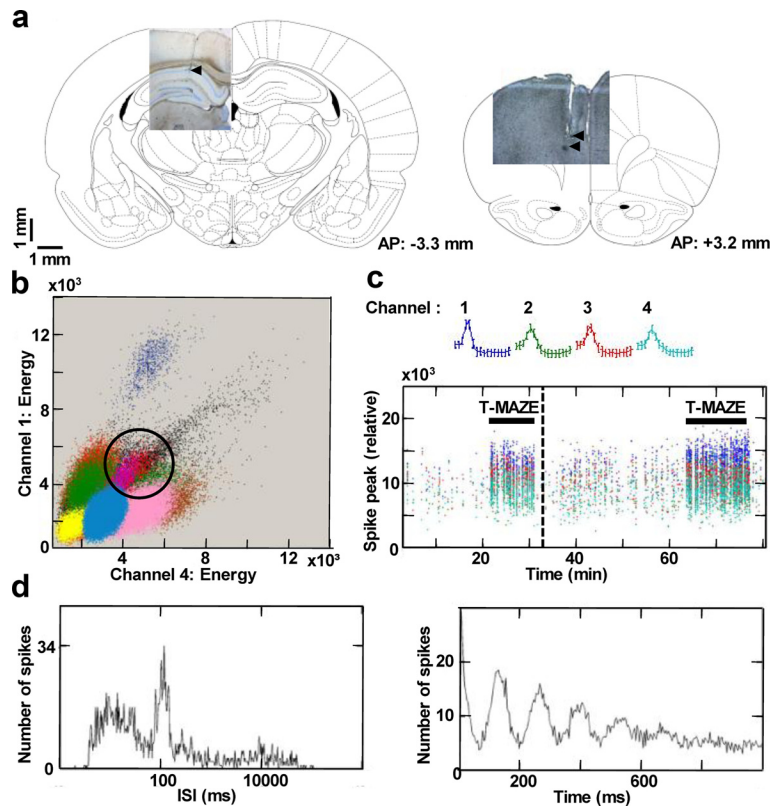 a
1 mm
1 mm
AP: -3.3 mm
AP: +3.2 mm
b
x10³
12
8
4
0
Channel 1: Energy
4
8
12
x10³
Channel 4: Energy
c
Channel : 1 2 3 4
x10³
T-MAZE T-MAZE
20
10
0
Spike peak (relative)
20 40 60 80
Time (min)
d
34
0
Number of spikes
100 10000
ISI (ms)
30
20
10
0
Number of spikes
0 200 600
Time (ms)